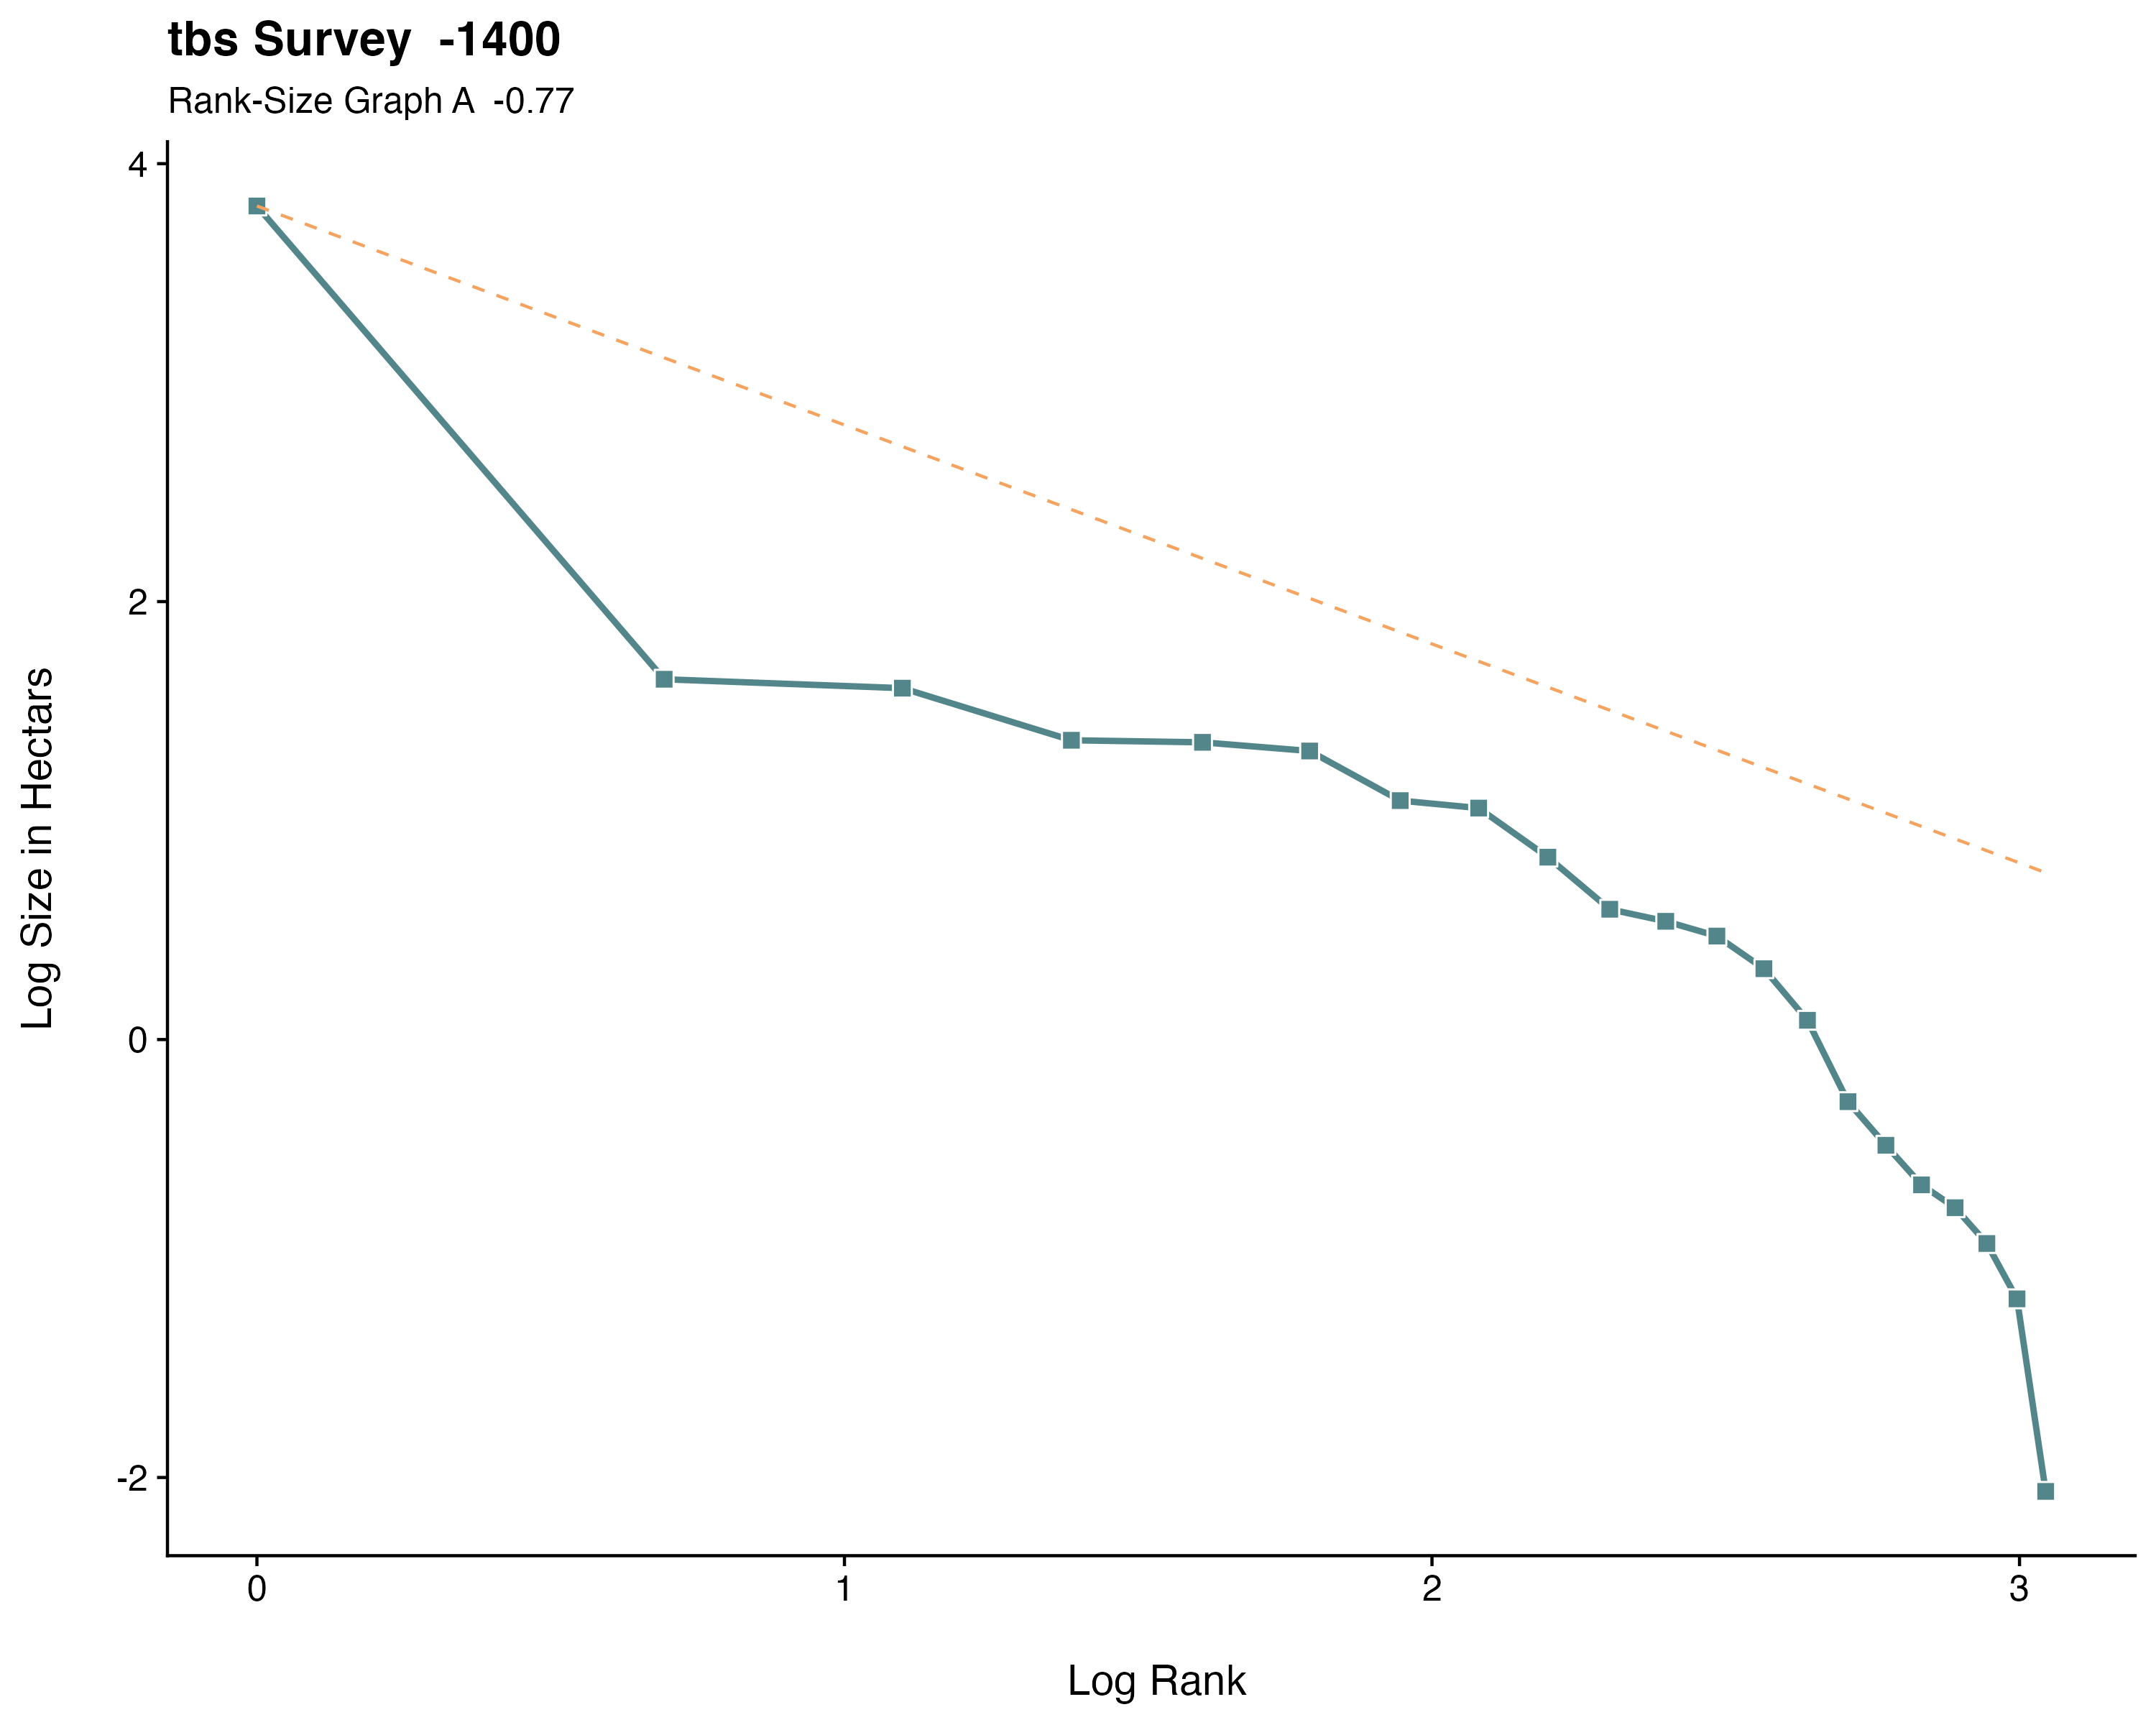 tbs Survey  -1400
Rank-Size Graph A  -0.77
4
2
0
-2
Log Size in Hectars
0 1 2 3
Log Rank